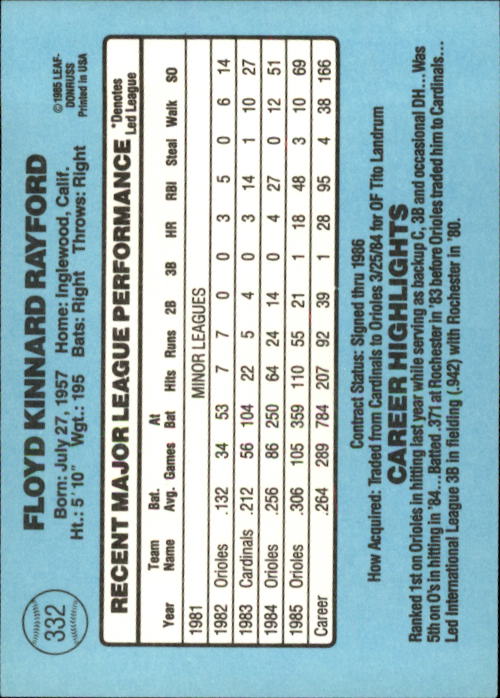 332
FLOYD KINNARD RAYFORD
Born: July 27, 1957 Home: Inglewood, Calif.
Ht.: 5'10" Wgt.: 195 Bats: Right Throws: Right
©1985 LEAF-
DONRUSS
Printed in USA
RECENT MAJOR LEAGUE PERFORMANCE *Denotes
Led League
Team Bat. At
Year Name Avg. Games Bat Hits Runs 2B 3B HR RBI Steal Walk SO
1981 MINOR LEAGUES
1982 Orioles .132 34 53 7 7 0 0 3 5 0 6 14
1983 Cardinals .212 56 104 22 5 4 0 3 14 1 10 27
1984 Orioles .256 86 250 64 24 14 0 4 27 0 12 51
1985 Orioles .306 105 359 110 55 21 1 18 48 3 10 69
Career .264 289 784 207 92 39 1 28 95 4 38 166
Contract Status: Signed thru 1986
How Acquired: Traded from Cardinals to Orioles 3/25/84 for OF Tito Landrum
CAREER HIGHLIGHTS
Ranked 1st on Orioles in hitting last year while serving as backup C, 3B and occasional DH...Was
5th on O's in hitting in '84...Batted .371 at Rochester in '83 before Orioles traded him to Cardinals...
Led International League 3B in fielding (.942) with Rochester in '80.